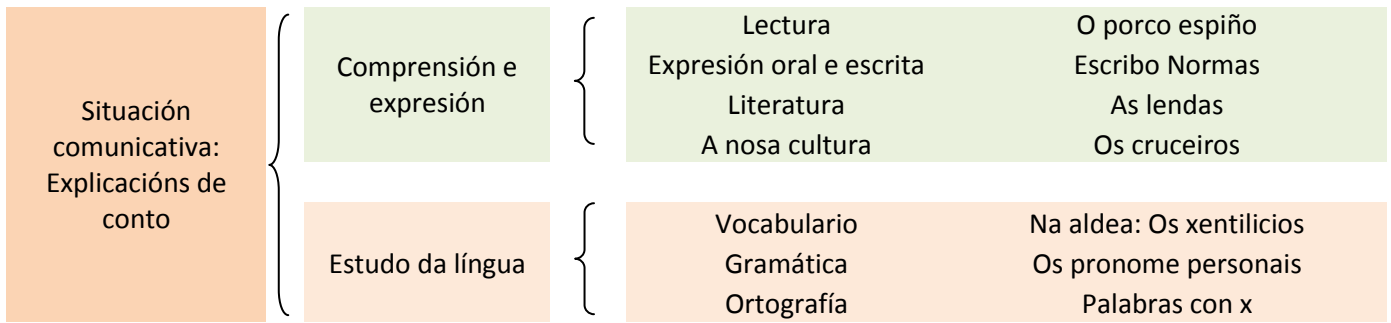 Situación
comunicativa:
Explicacións de
conto
Comprensión e
expresión
Lectura
O porco espiño
Expresión oral e escrita
Escribo Normas
Literatura
As lendas
A nosa cultura
Os cruceiros
Estudo da língua
Vocabulario
Na aldea: Os xentilicios
Gramática
Os pronome personais
Ortografía
Palabras con x